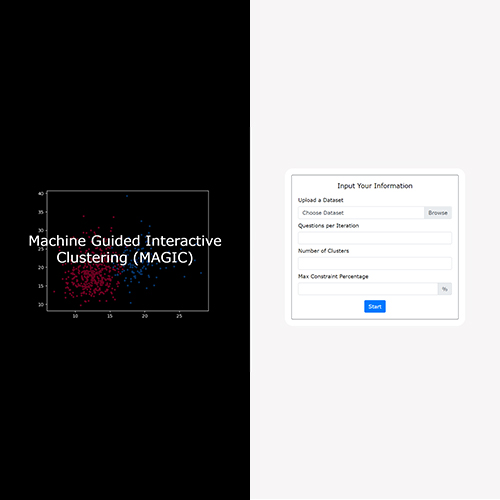 Machine Guided Interactive
Clustering (MAGIC)
40
35
30
25
20
15
10
10
15
20
25
Input Your Information
Upload a Dataset
Choose Dataset
Browse
Questions per Iteration
Number of Clusters
Max Constraint Percentage
%
Start